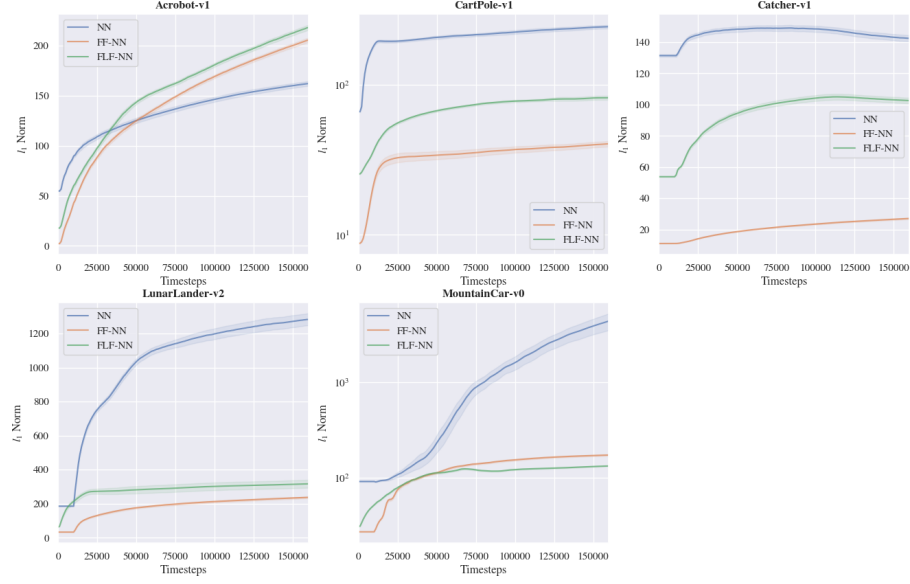 Acrobot-v1
NN
FF-NN
FLF-NN
200
150
100
50
0
l₁ Norm
0 25000 50000 75000 100000 125000 150000
Timesteps
CartPole-v1
10²
10¹
l₁ Norm
NN
FF-NN
FLF-NN
0 25000 50000 75000 100000 125000 150000
Timesteps
Catcher-v1
140
120
100
80
60
40
20
l₁ Norm
NN
FF-NN
FLF-NN
0 25000 50000 75000 100000 125000 150000
Timesteps
LunarLander-v2
NN
FF-NN
FLF-NN
1200
1000
800
600
400
200
0
l₁ Norm
0 25000 50000 75000 100000 125000 150000
Timesteps
MountainCar-v0
NN
FF-NN
FLF-NN
10³
10²
l₁ Norm
0 25000 50000 75000 100000 125000 150000
Timesteps